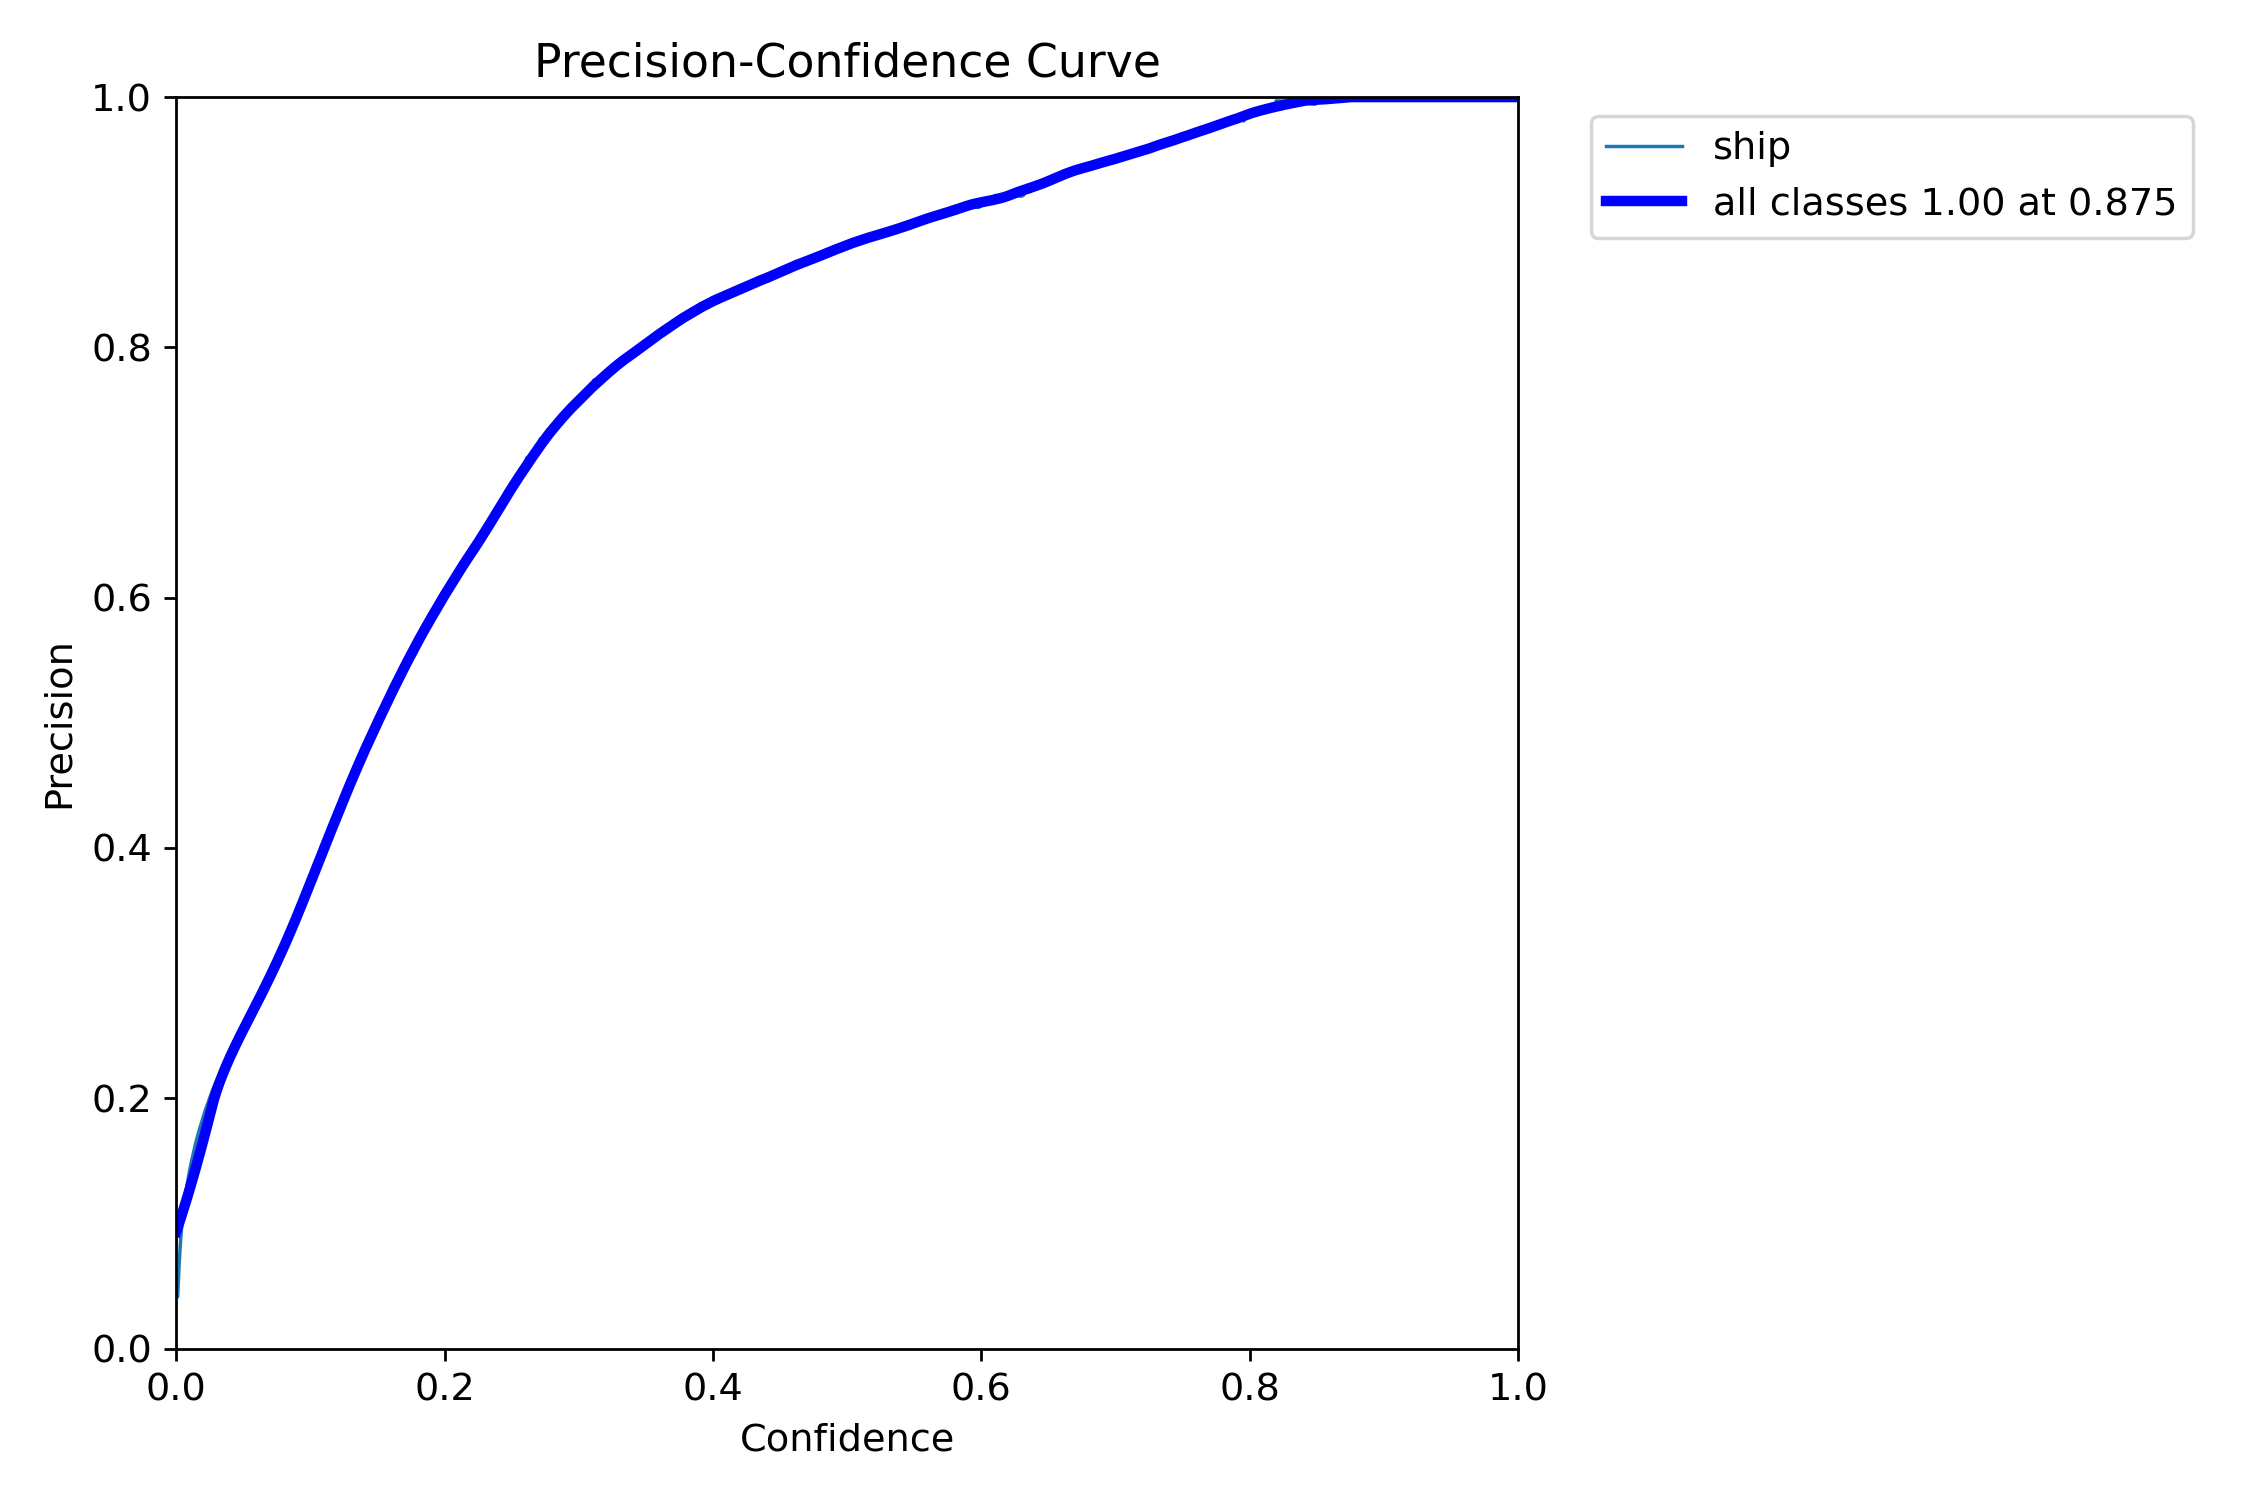 Precision-Confidence Curve
1.0
0.8
0.6
0.4
0.2
0.0
Precision
0.0 0.2 0.4 0.6 0.8 1.0
Confidence
ship
all classes 1.00 at 0.875